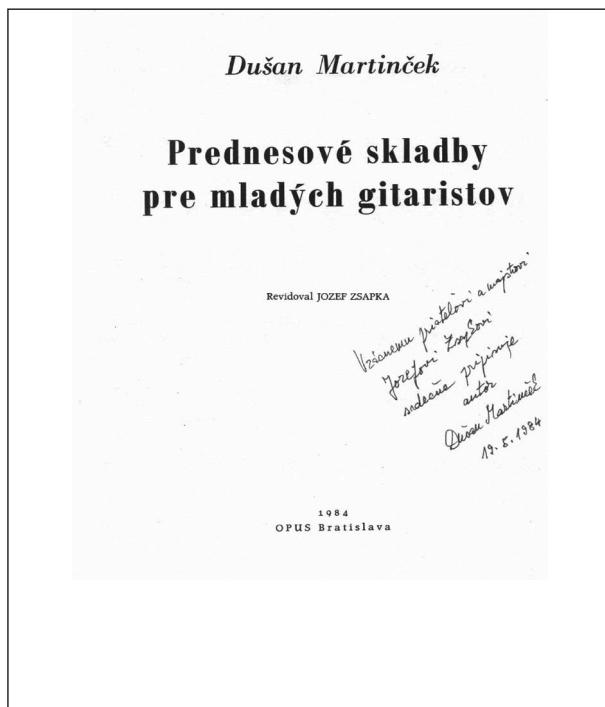 Dušan Martinček
Prednesové skladby
pre mladých gitaristov
Revidoval JOZEF ZSAPKA
Vzácnemu priateľovi a majstrovi
Jozefovi Zsapkovi
srdečne pripisuje
autor
Dušan Martinček
19. 5. 1984
1984
OPUS Bratislava